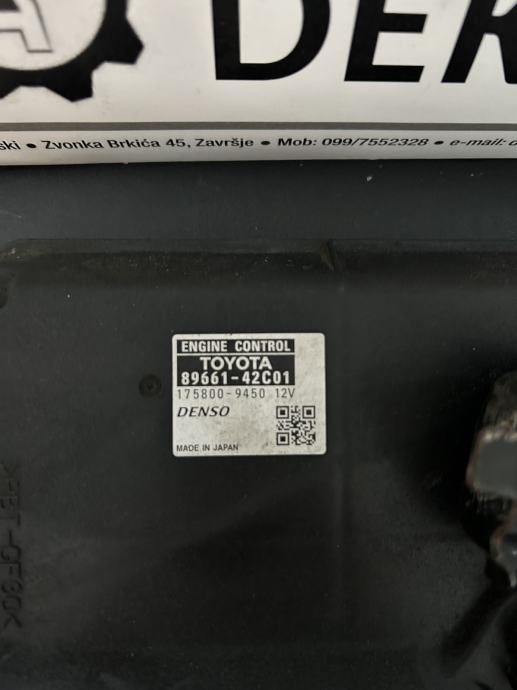 DER
ski • Zvonka Brkića 45, Završje • Mob: 099/7552328 • e-mail: d
ENGINE CONTROL
TOYOTA
89661-42C01
175800-9450 12V
DENSO
MADE IN JAPAN